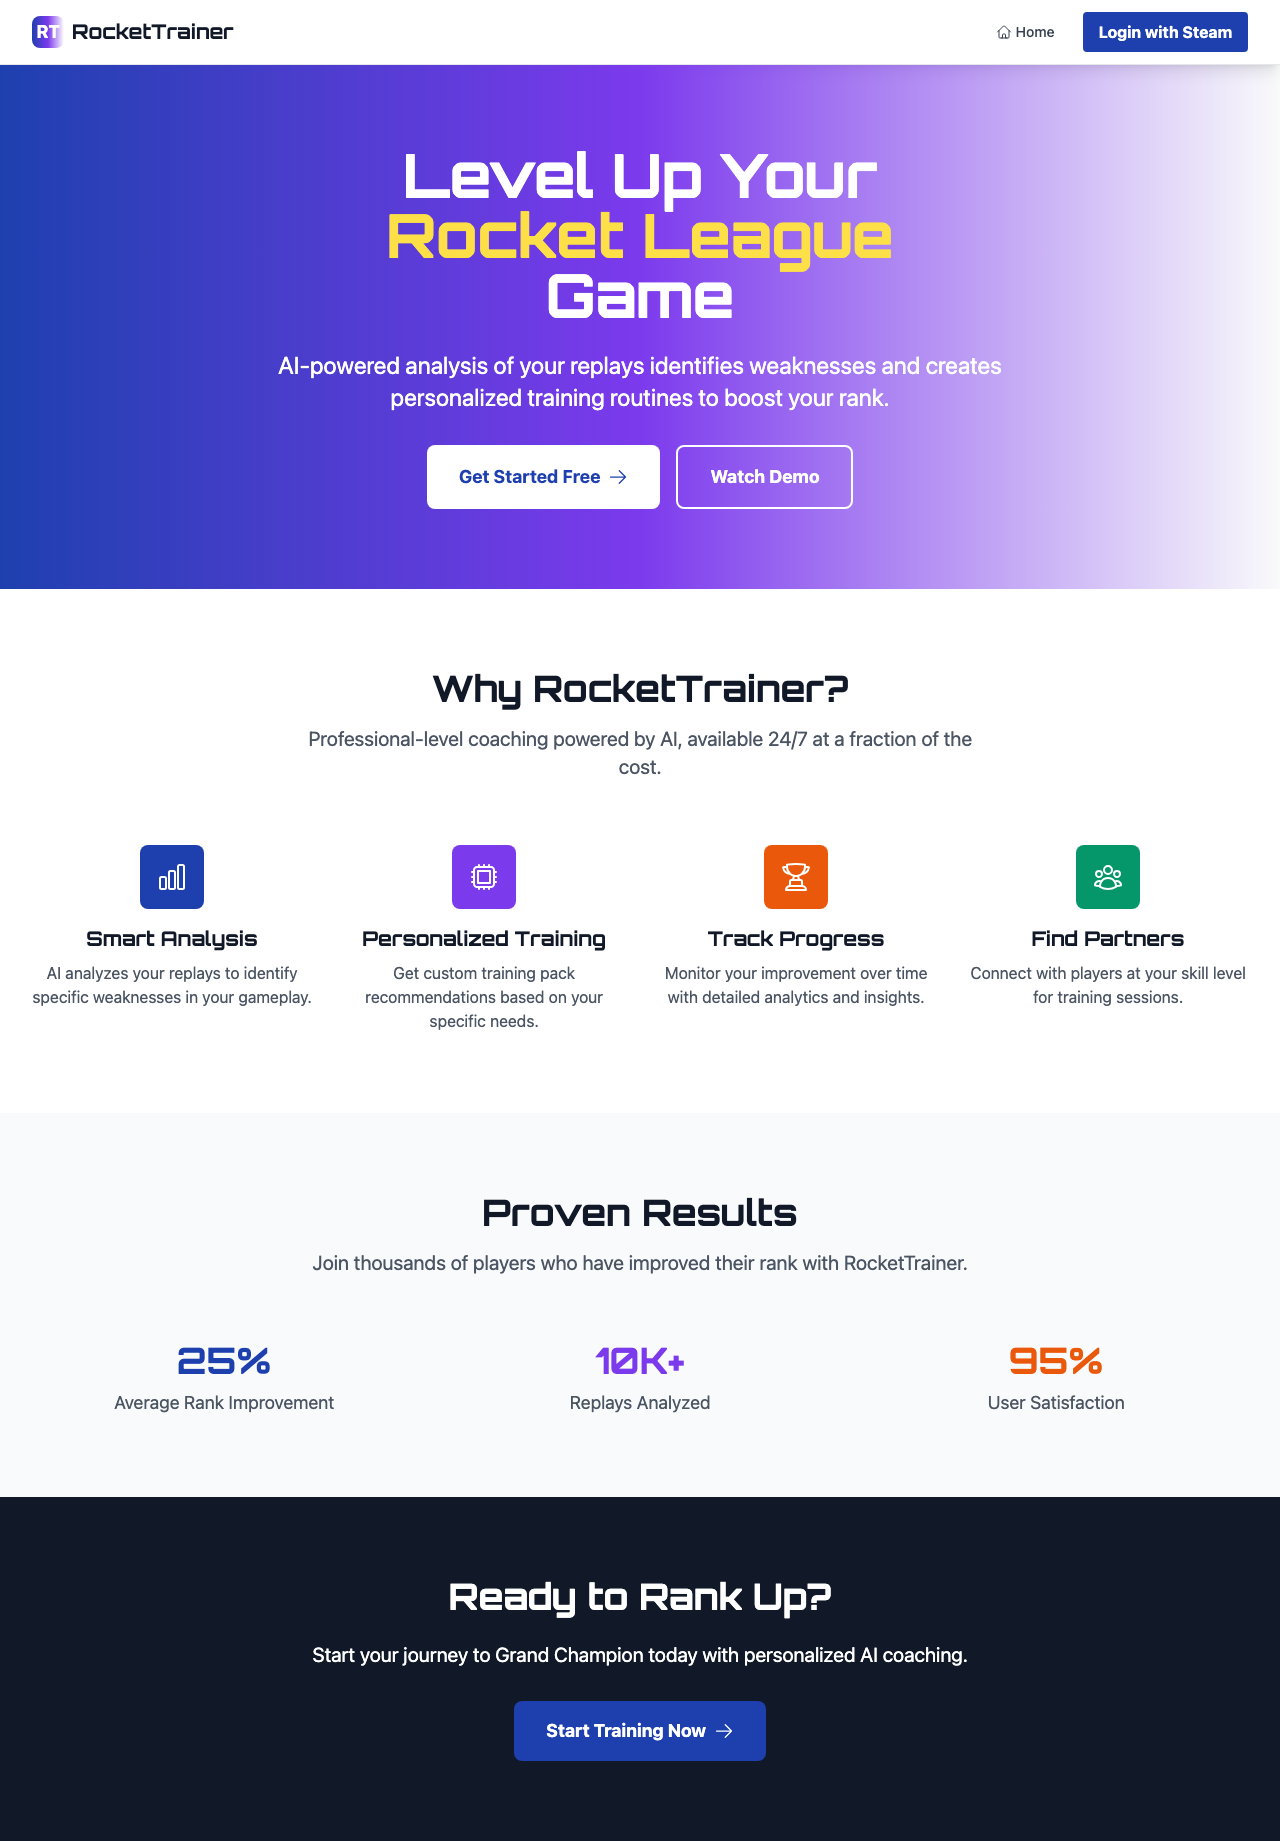 RT RocketTrainer
Home
Login with Steam
Level Up Your
Rocket League
Game
AI-powered analysis of your replays identifies weaknesses and creates
personalized training routines to boost your rank.
Get Started Free
Watch Demo
Why RocketTrainer?
Professional-level coaching powered by AI, available 24/7 at a fraction of the
cost.
Smart Analysis
AI analyzes your replays to identify
specific weaknesses in your gameplay.
Personalized Training
Get custom training pack
recommendations based on your
specific needs.
Track Progress
Monitor your improvement over time
with detailed analytics and insights.
Find Partners
Connect with players at your skill level
for training sessions.
Proven Results
Join thousands of players who have improved their rank with RocketTrainer.
25%
Average Rank Improvement
10K+
Replays Analyzed
95%
User Satisfaction
Ready to Rank Up?
Start your journey to Grand Champion today with personalized AI coaching.
Start Training Now